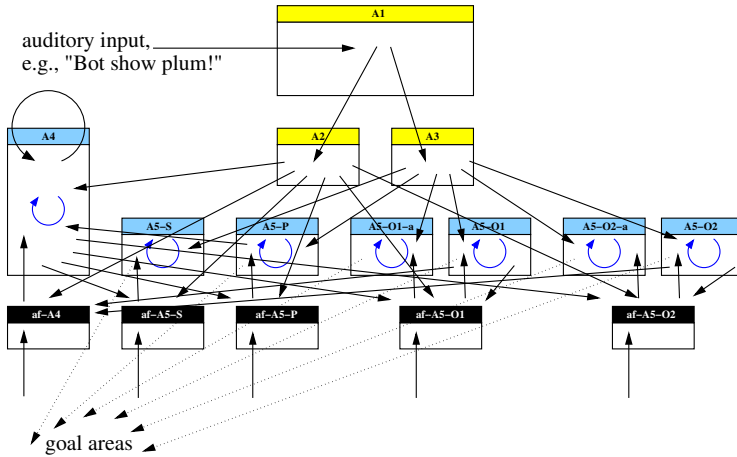 A1
auditory input,
e.g., "Bot show plum!"
A4
A2
A3
A5-S
A5-P
A5-O1-a
A5-O1
A5-O2-a
A5-O2
af-A4
af-A5-S
af-A5-P
af-A5-O1
af-A5-O2
goal areas